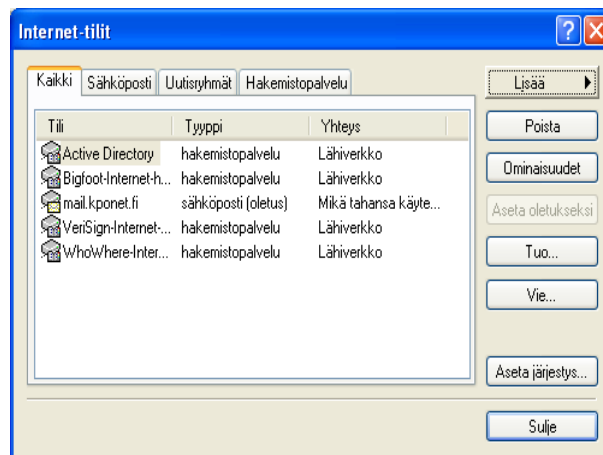 Internet-tilit
Kaikki Sähköposti Uutisryhmät Hakemistopalvelu
Lisää
Tili Tyyppi Yhteys
Poista
Active Directory hakemistopalvelu Lähiverkko
Bigfoot-Internet-h... hakemistopalvelu Lähiverkko
Ominaisuudet
mail.kponet.fi sähköposti (oletus) Mikä tahansa käyte...
Aseta oletukseksi
VeriSign-Internet-... hakemistopalvelu Lähiverkko
WhoWhere-Inter... hakemistopalvelu Lähiverkko
Tuo...
Vie...
Aseta järjestys...
Sulje